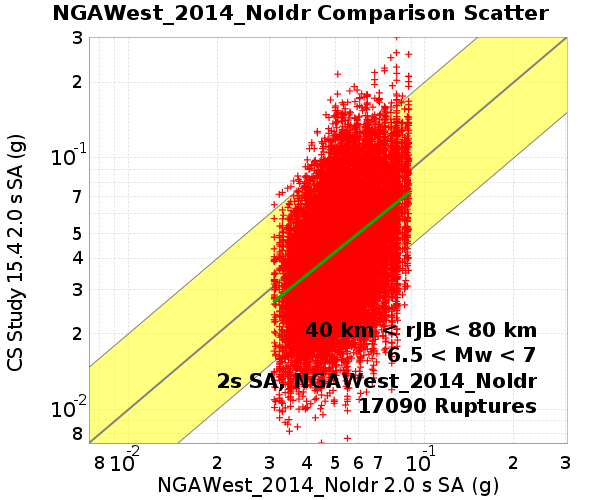 NGAWest_2014_NoIdr Comparison Scatter
3
2
10-1
7
5
4
3
2
10-2
8
CS Study 15.4 2.0 s SA (g)
40 km < rJB < 80 km
6.5 < Mw < 7
2s SA, NGAWest_2014_NoIdr
17090 Ruptures
8 10-2 2 3 4 5 6 7 10-1 2 3
NGAWest_2014_NoIdr 2.0 s SA (g)